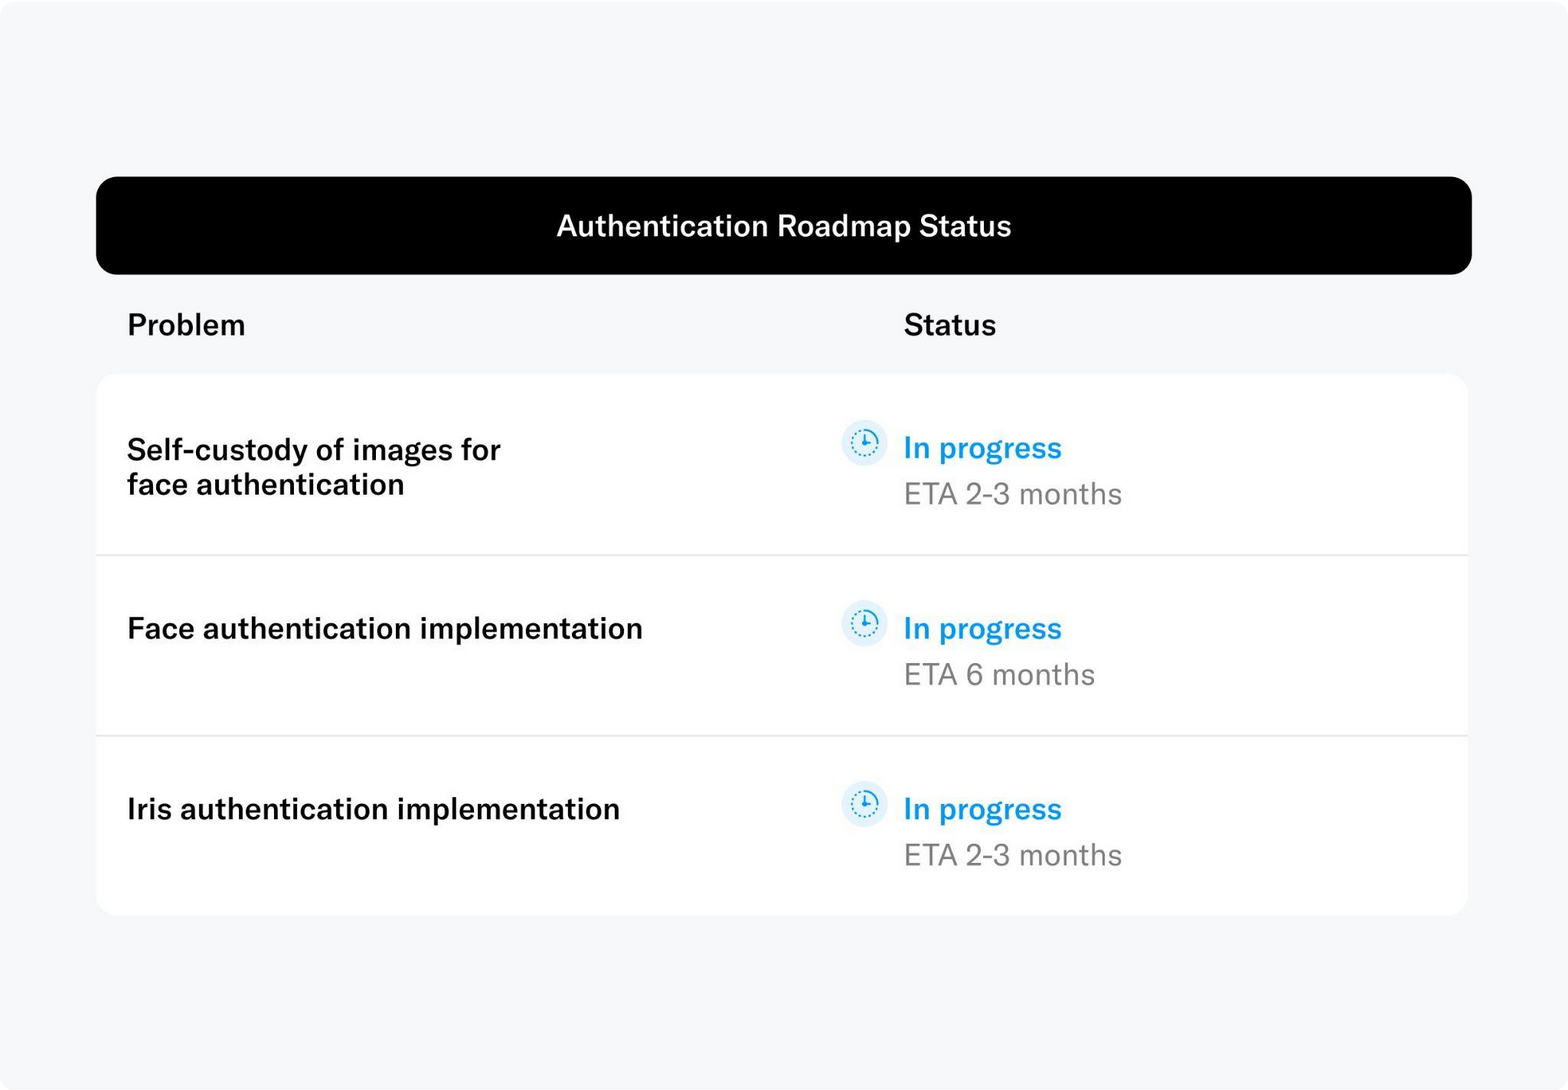 Authentication Roadmap Status
Problem
Status
Self-custody of images for
face authentication
In progress
ETA 2-3 months
Face authentication implementation
In progress
ETA 6 months
Iris authentication implementation
In progress
ETA 2-3 months